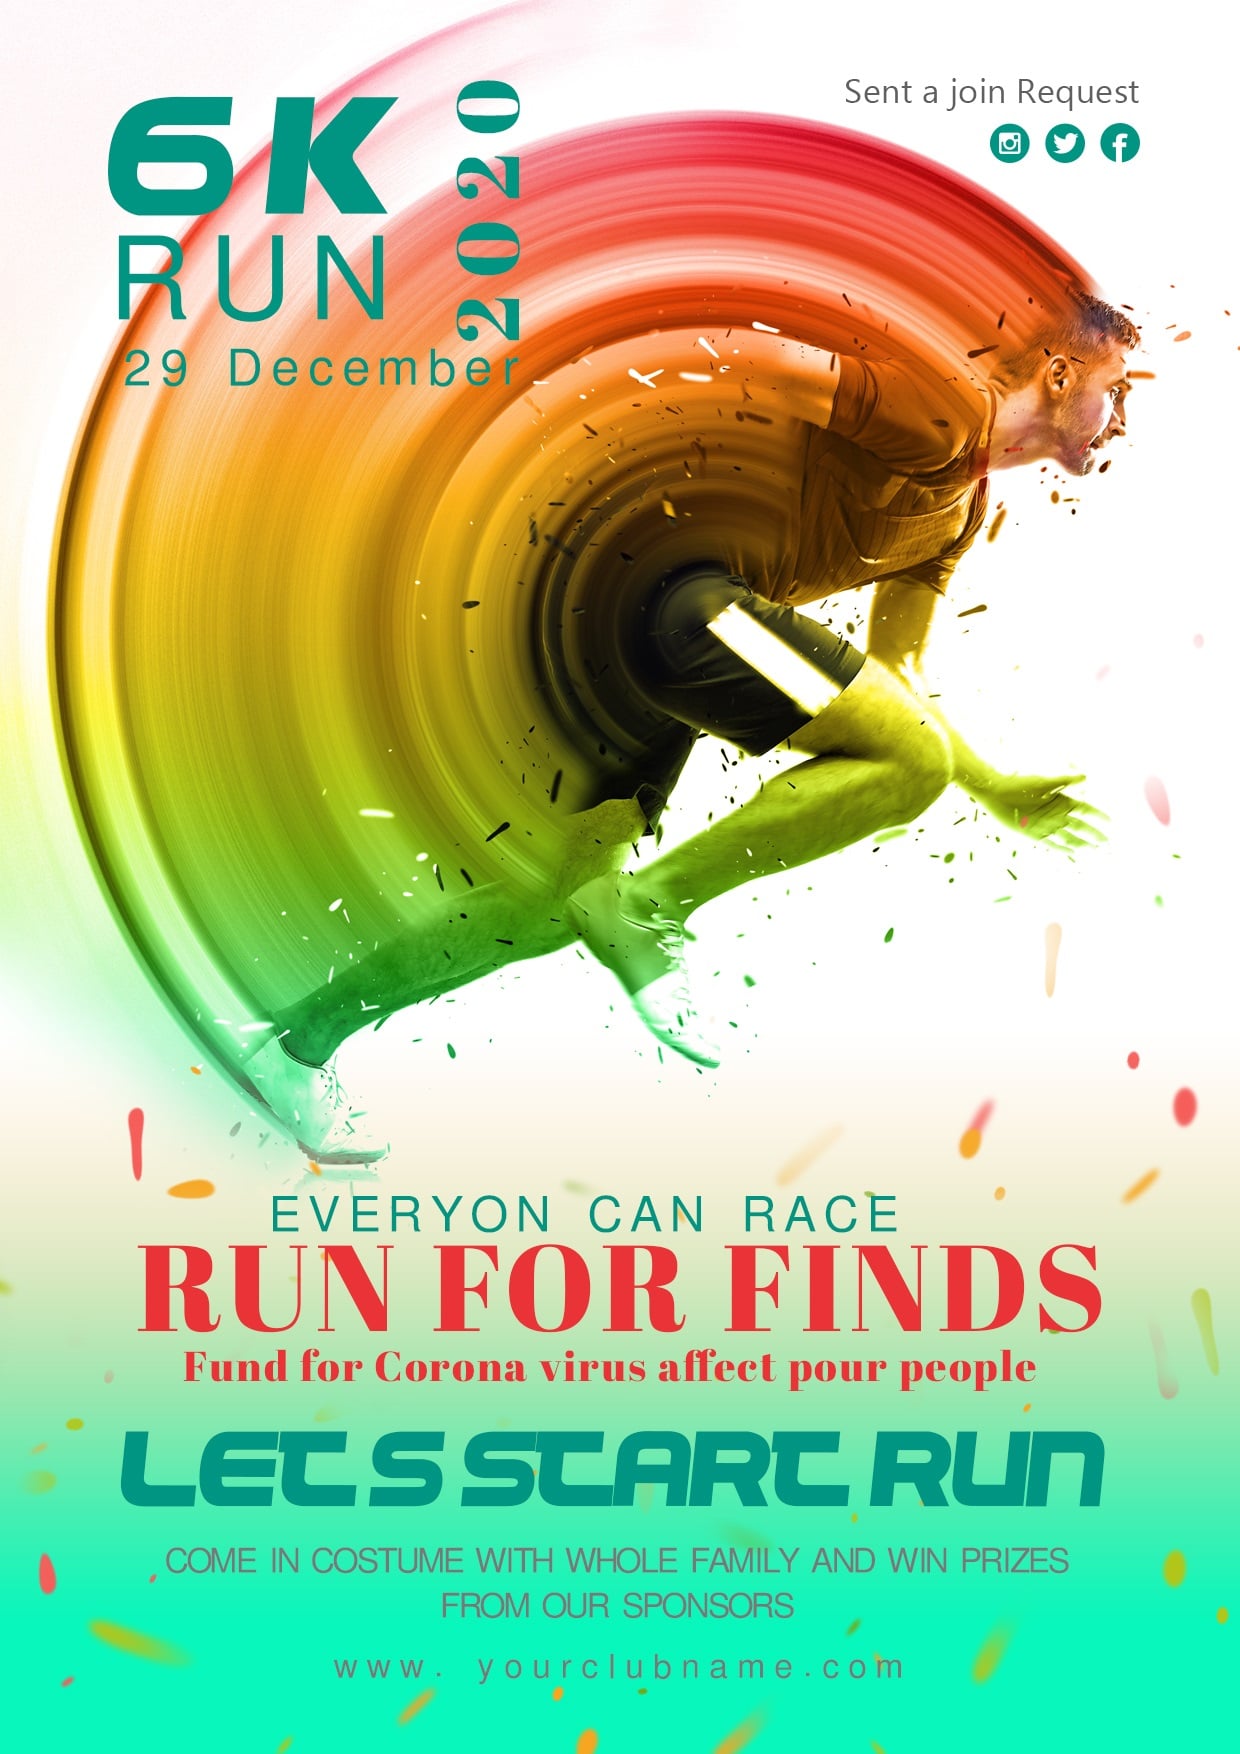 6K
RUN
2020
29 December
Sent a join Request
EVERYON CAN RACE
RUN FOR FINDS
Fund for Corona virus affect pour people
LET S START RUN
COME IN COSTUME WITH WHOLE FAMILY AND WIN PRIZES
FROM OUR SPONSORS
www. yourclubname.com